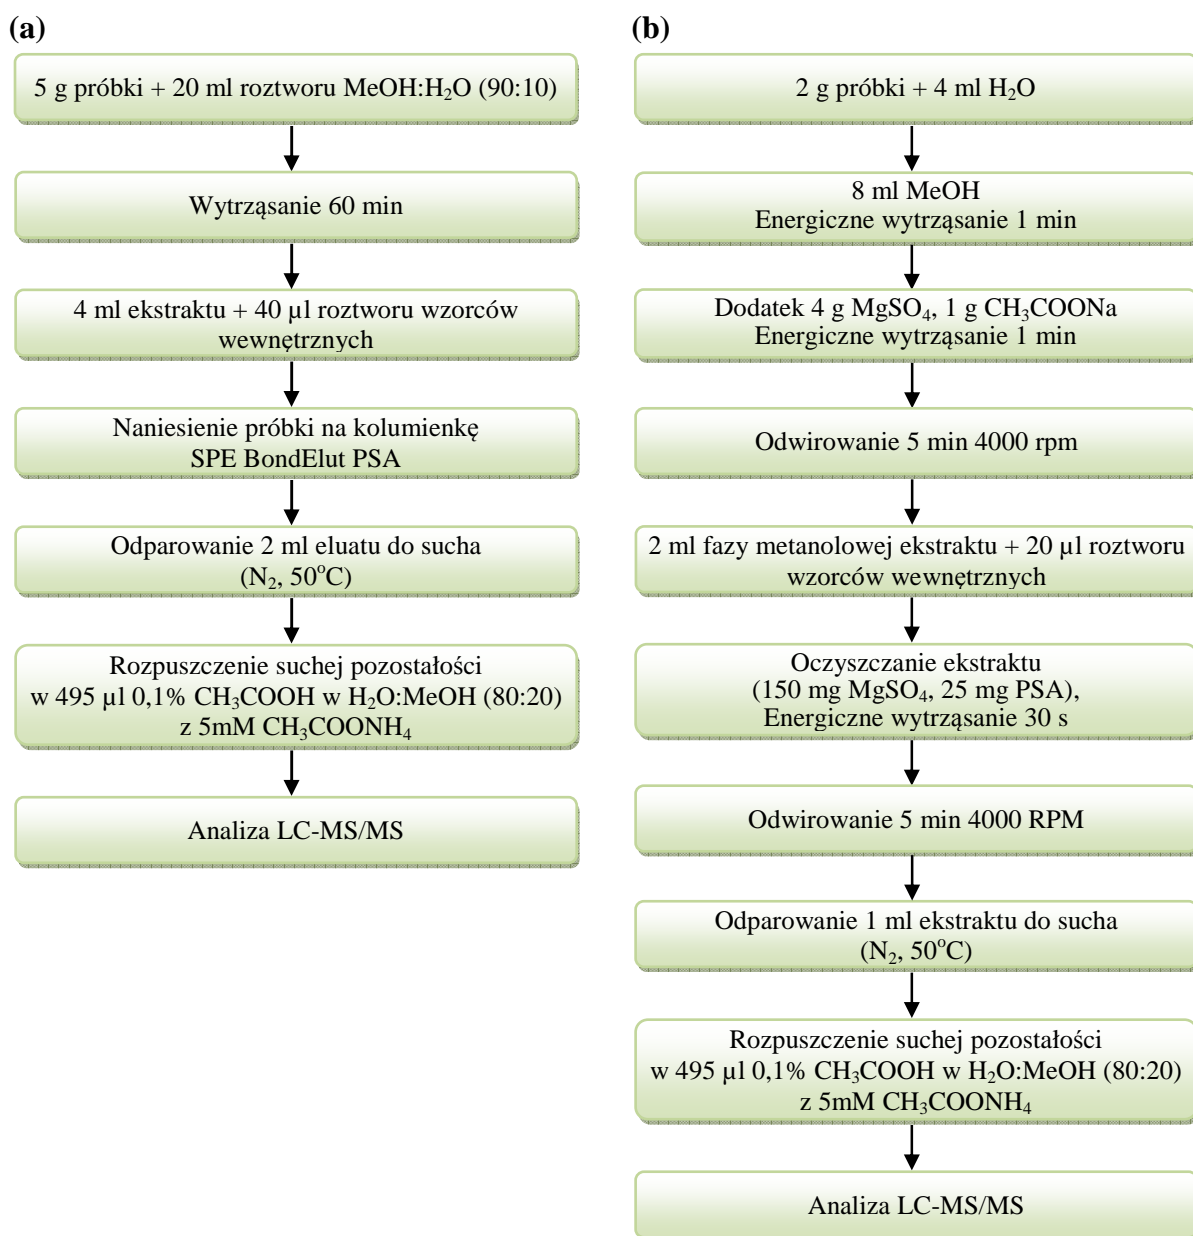 (a)
5 g próbki + 20 ml roztworu MeOH:H₂O (90:10)
Wytrząsanie 60 min
4 ml ekstraktu + 40 µl roztworu wzorców
wewnętrznych
Naniesienie próbki na kolumienkę
SPE BondElut PSA
Odparowanie 2 ml eluatu do sucha
(N₂, 50°C)
Rozpuszczenie suchej pozostałości
w 495 µl 0,1% CH₃COOH w H₂O:MeOH (80:20)
z 5mM CH₃COONH₄
Analiza LC-MS/MS
(b)
2 g próbki + 4 ml H₂O
8 ml MeOH
Energiczne wytrząsanie 1 min
Dodatek 4 g MgSO₄, 1 g CH₃COONa
Energiczne wytrząsanie 1 min
Odwirowanie 5 min 4000 rpm
2 ml fazy metanolowej ekstraktu + 20 µl roztworu
wzorców wewnętrznych
Oczyszczanie ekstraktu
(150 mg MgSO₄, 25 mg PSA),
Energiczne wytrząsanie 30 s
Odwirowanie 5 min 4000 RPM
Odparowanie 1 ml ekstraktu do sucha
(N₂, 50°C)
Rozpuszczenie suchej pozostałości
w 495 µl 0,1% CH₃COOH w H₂O:MeOH (80:20)
z 5mM CH₃COONH₄
Analiza LC-MS/MS